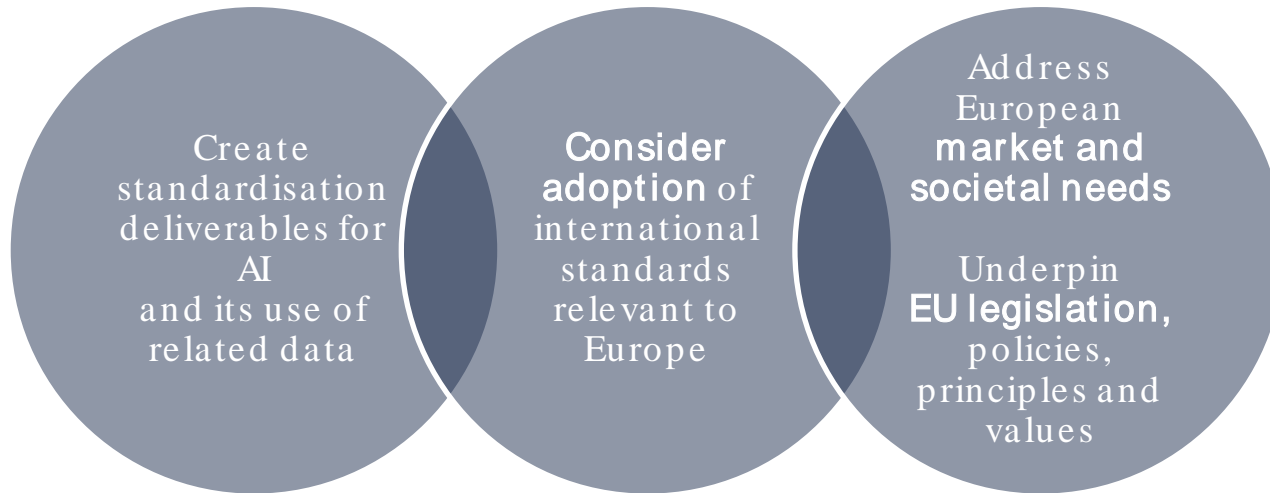 Create
standardisation
deliverables for
AI
and its use of
related data
Consider
adoption of
international
standards
relevant to
Europe
Address
European
market and
societal needs
Underpin
EU legislation,
policies,
principles and
values